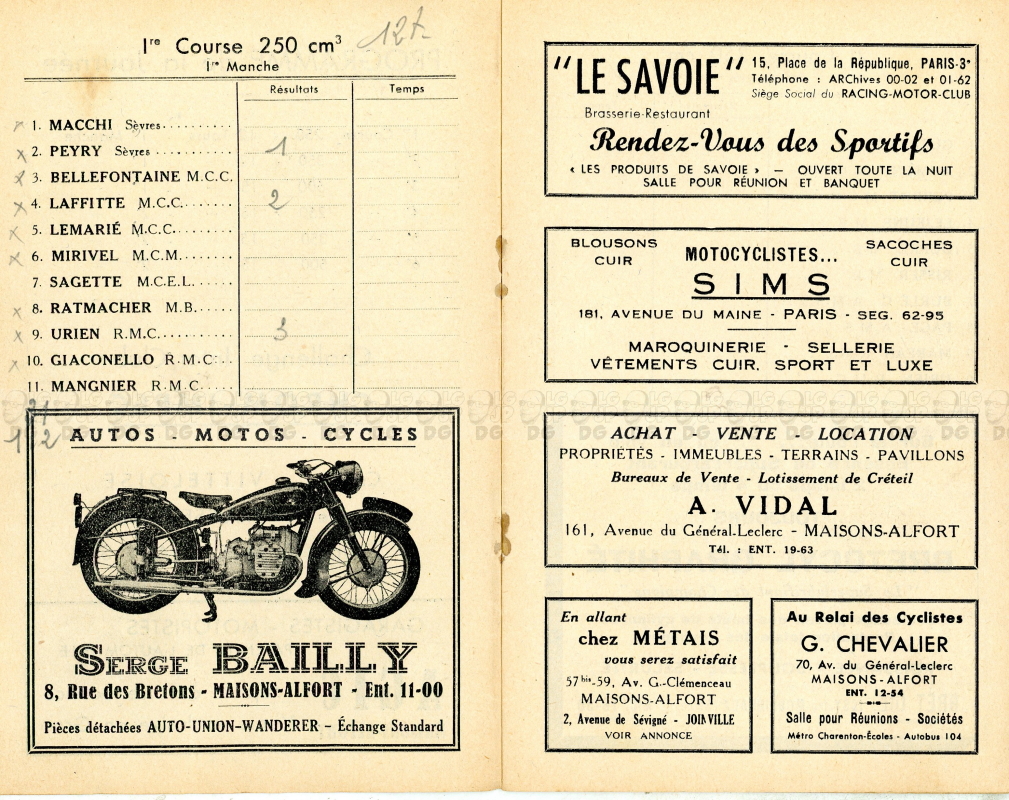 Iʳᵉ Course 250 cm³
127.
Iʳᵉ Manche
Résultats Temps
x 1. MACCHI Sèvres..........
x 2. PEYRY Sèvres .......... 1
x 3. BELLEFONTAINE M.C.C.
x 4. LAFFITTE M.C.C........ 2
x 5. LEMARIÉ M.C.C........
x 6. MIRIVEL M.C.M........
7. SAGETTE M.C.E.L......
x 8. RATMACHER M.B......
x 9. URIEN R.M.C.......... 3
x 10. GIACONELLO R.M.C...
11. MANGNIER R.M.C.....
AUTOS - MOTOS - CYCLES
SERGE BAILLY
8, Rue des Bretons - MAISONS-ALFORT - Ent. 11-00
Pièces détachées AUTO-UNION-WANDERER - Échange Standard
"LE SAVOIE"
15, Place de la République, PARIS-3ᵉ
Téléphone : ARChives 00-02 et 01-62
Siège Social du RACING-MOTOR-CLUB
Brasserie-Restaurant
Rendez-Vous des Sportifs
« LES PRODUITS DE SAVOIE » — OUVERT TOUTE LA NUIT
SALLE POUR RÉUNION ET BANQUET
BLOUSONS CUIR
MOTOCYCLISTES...
SACOCHES CUIR
SIMS
181, AVENUE DU MAINE - PARIS - SEG. 62-95
MAROQUINERIE - SELLERIE
VÊTEMENTS CUIR, SPORT ET LUXE
ACHAT - VENTE - LOCATION
PROPRIÉTÉS - IMMEUBLES - TERRAINS - PAVILLONS
Bureaux de Vente - Lotissement de Créteil
A. VIDAL
161, Avenue du Général-Leclerc - MAISONS-ALFORT
Tél. : ENT. 19-63
En allant
chez MÉTAIS
vous serez satisfait
57 bis-59, Av. G.-Clémenceau
MAISONS-ALFORT
2, Avenue de Sévigné - JOINVILLE
VOIR ANNONCE
Au Relai des Cyclistes
G. CHEVALIER
70, Av. du Général-Leclerc
MAISONS-ALFORT
ENT. 12-54
Salle pour Réunions - Sociétés
Métro Charenton-Écoles - Autobus 104